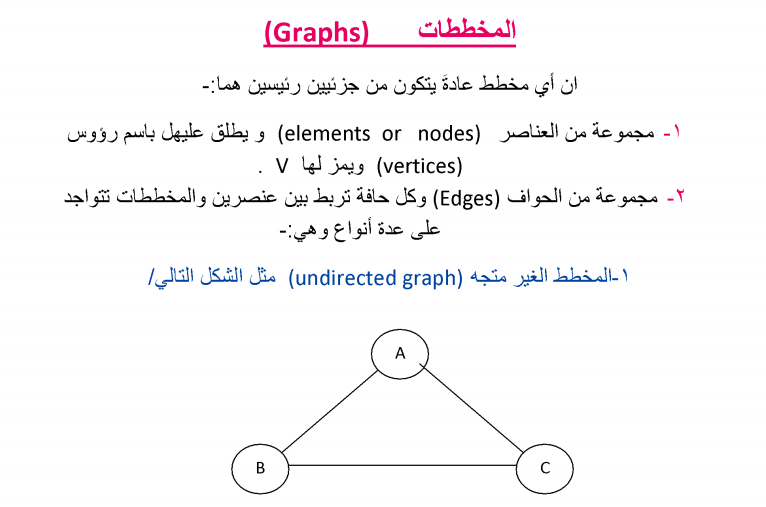 المخططات (Graphs)
ان أي مخطط عادةً يتكون من جزئيين رئيسين هما:-
١- مجموعة من العناصر (elements or nodes) و يطلق عليهل باسم رؤوس
(vertices) ويمز لها V .
٢- مجموعة من الحواف (Edges) وكل حافة تربط بين عنصرين والمخططات تتواجد
على عدة أنواع وهي:-
١-المخطط الغير متجه (undirected graph) مثل الشكل التالي/
A
B
C